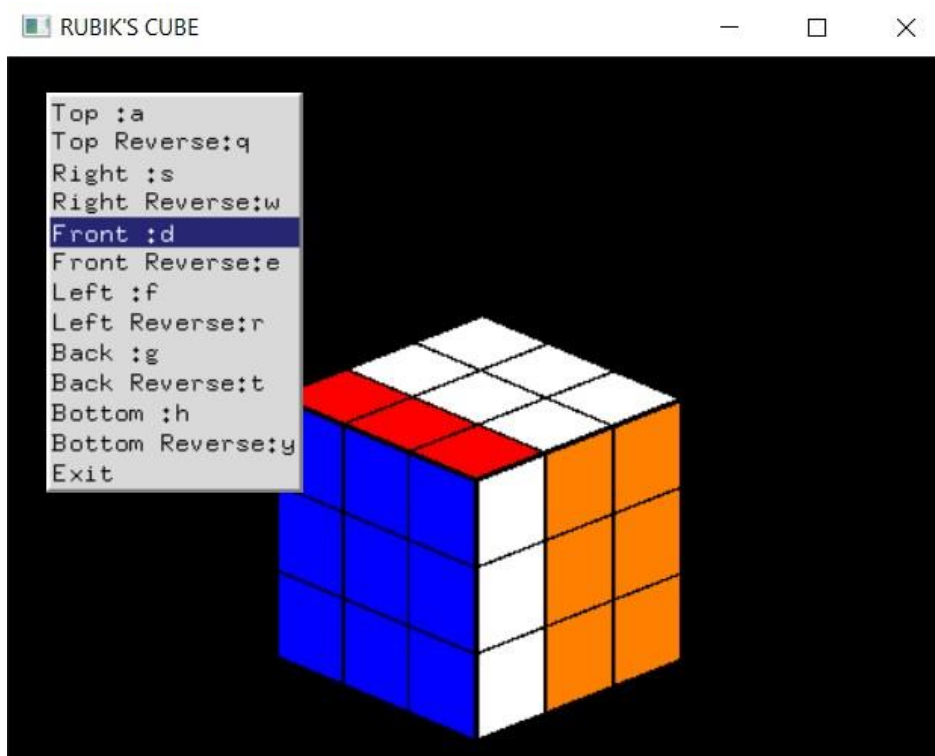 RUBIK'S CUBE
Top :a
Top Reverse:q
Right :s
Right Reverse:w
Front :d
Front Reverse:e
Left :f
Left Reverse:r
Back :g
Back Reverse:t
Bottom :h
Bottom Reverse:y
Exit